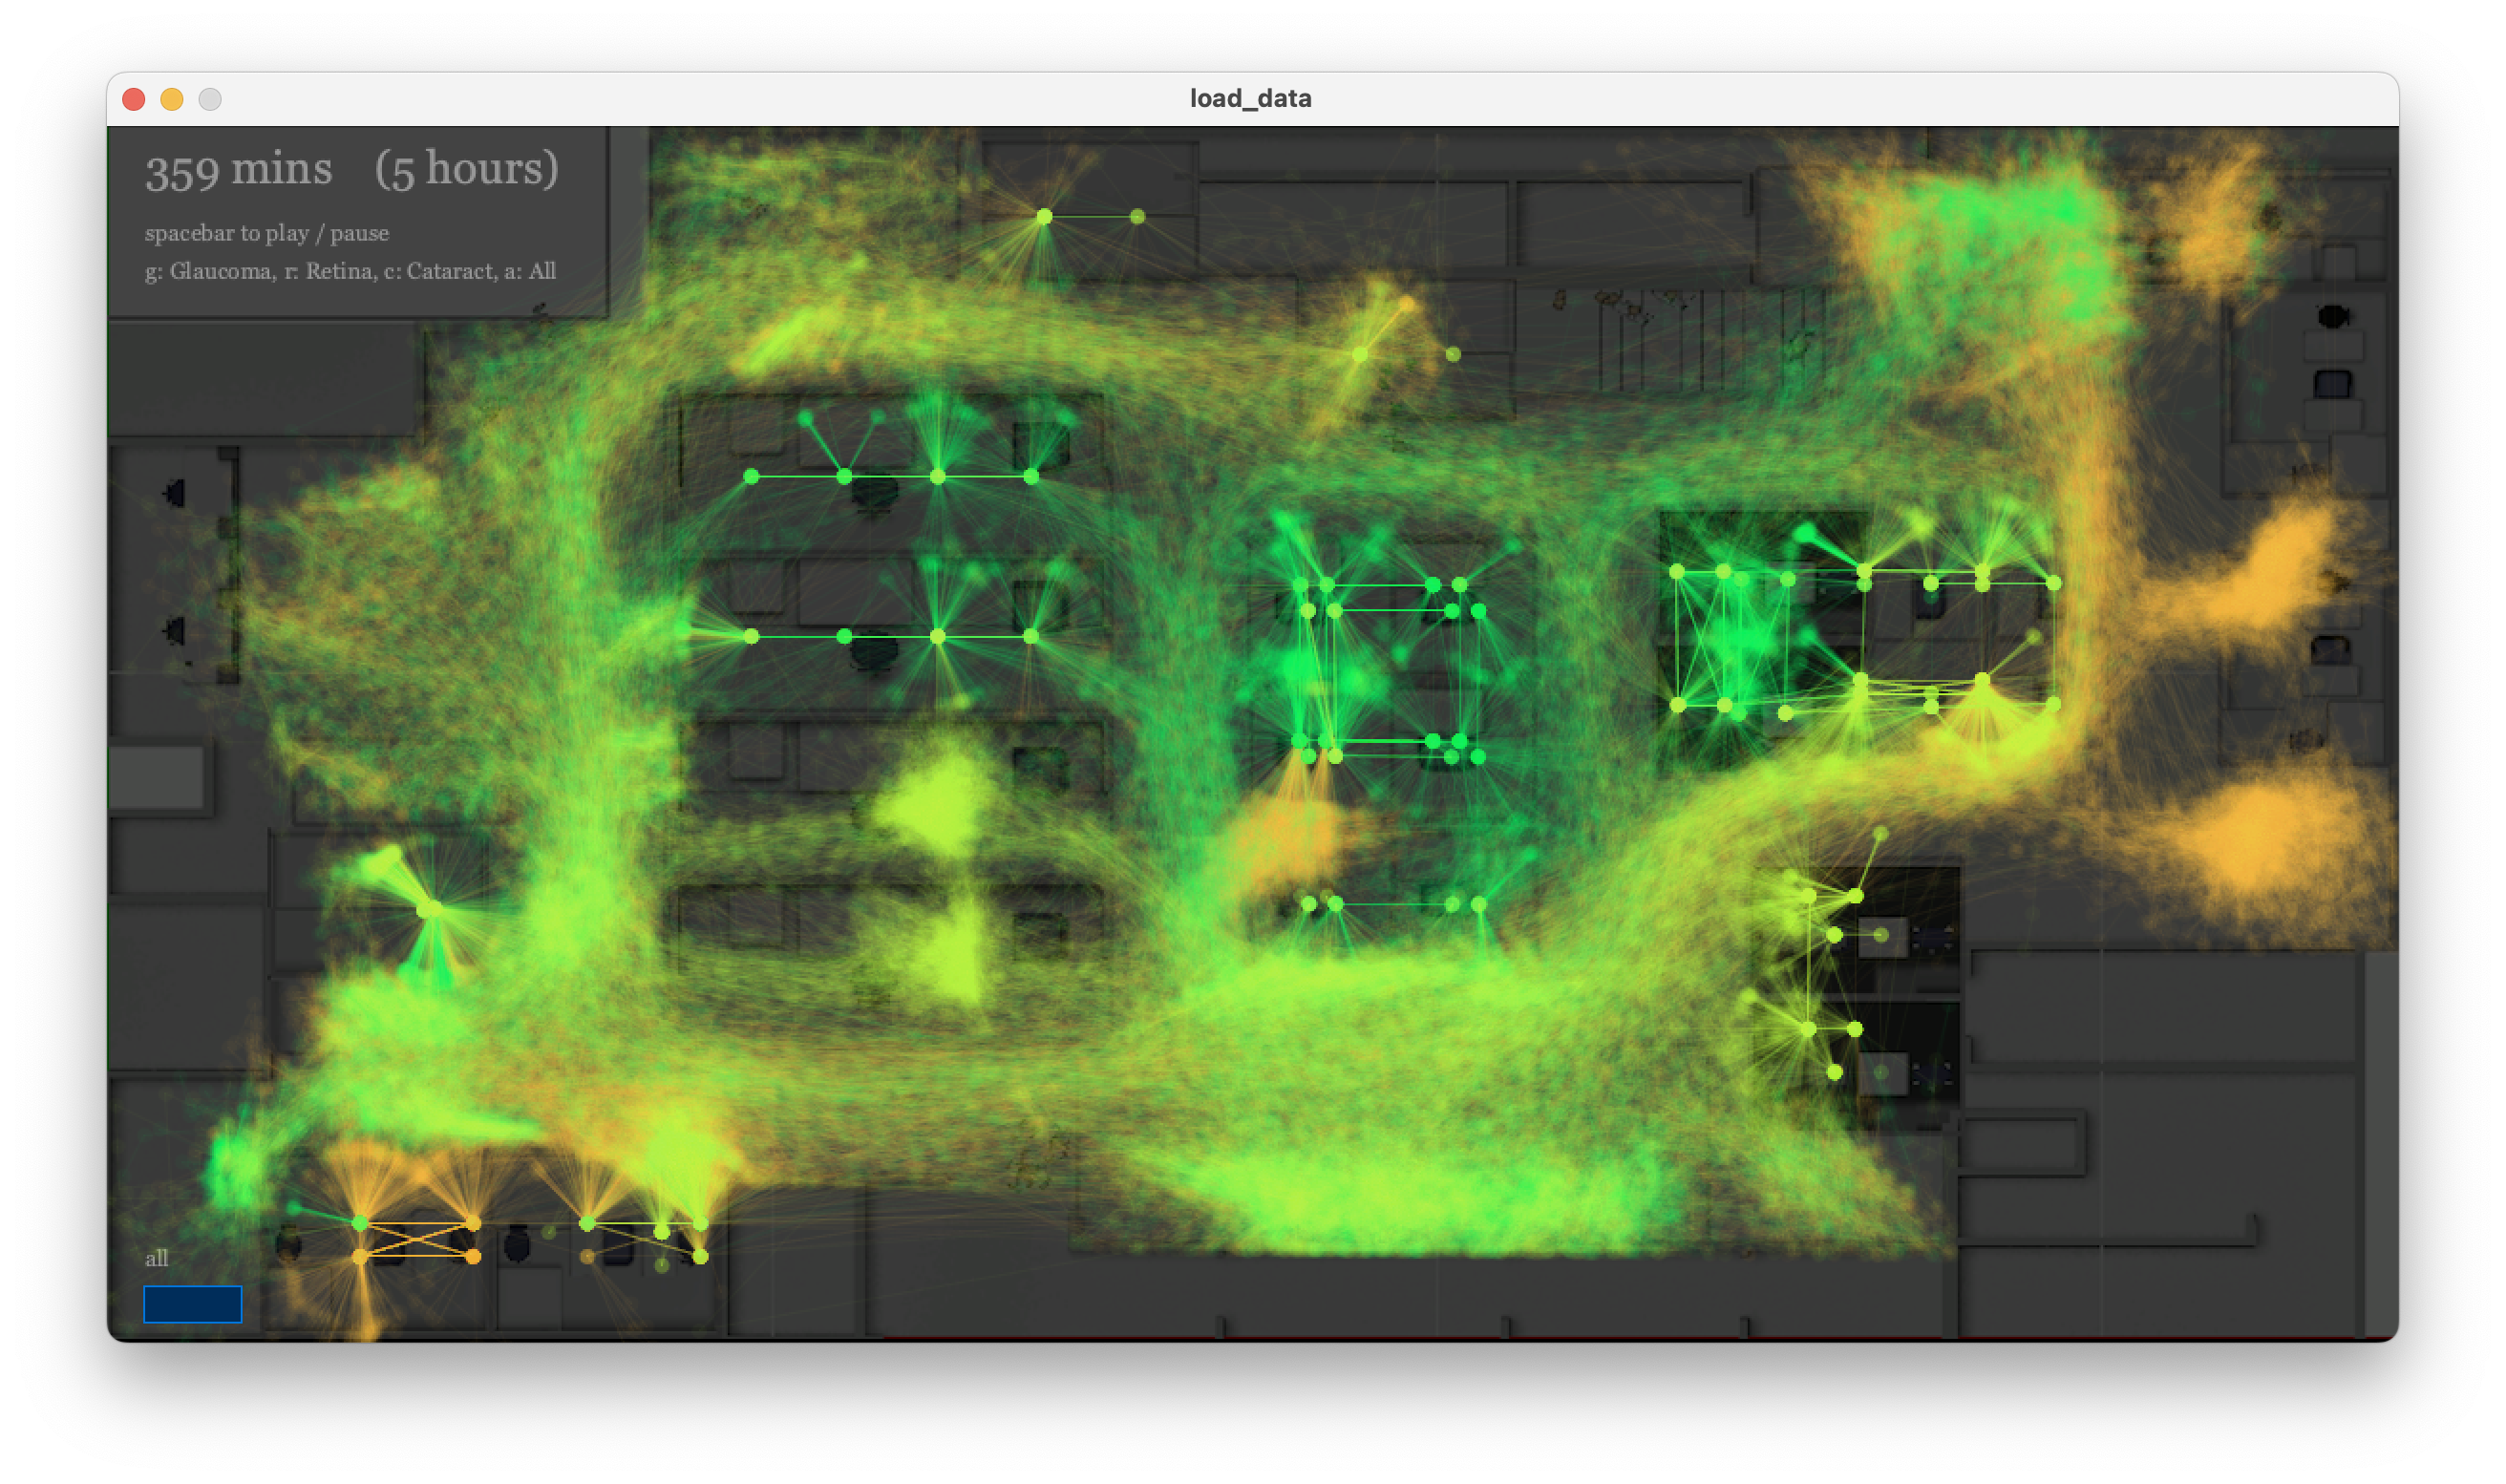 load_data
359 mins (5 hours)
spacebar to play / pause
g: Glaucoma, r: Retina, c: Cataract, a: All
all